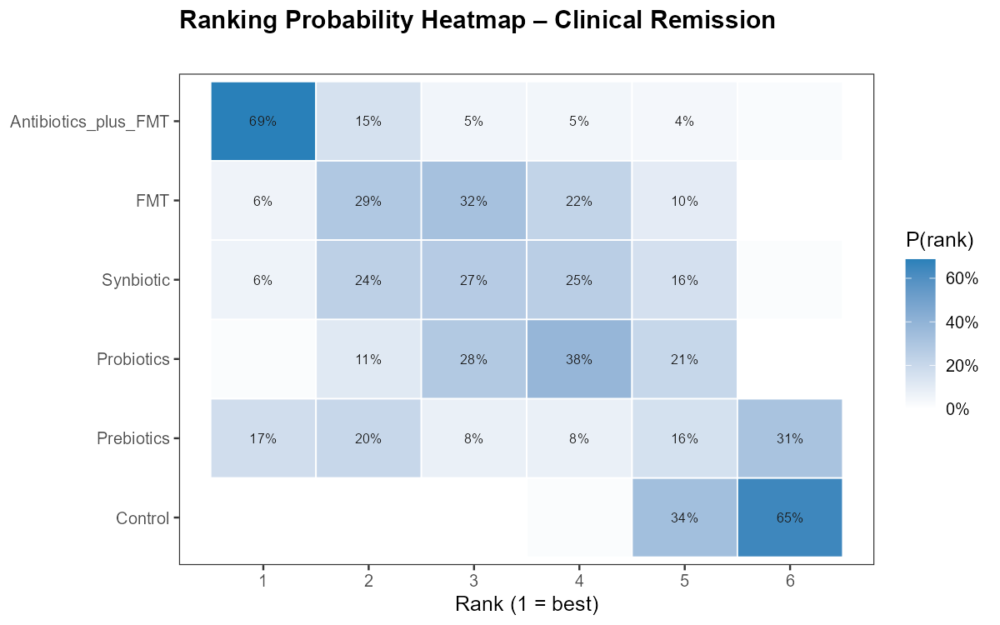 Ranking Probability Heatmap – Clinical Remission
Antibiotics_plus_FMT 69% 15% 5% 5% 4%
FMT 6% 29% 32% 22% 10%
Synbiotic 6% 24% 27% 25% 16%
Probiotics 11% 28% 38% 21%
Prebiotics 17% 20% 8% 8% 16% 31%
Control 34% 65%
1 2 3 4 5 6
Rank (1 = best)
P(rank)
60%
40%
20%
0%